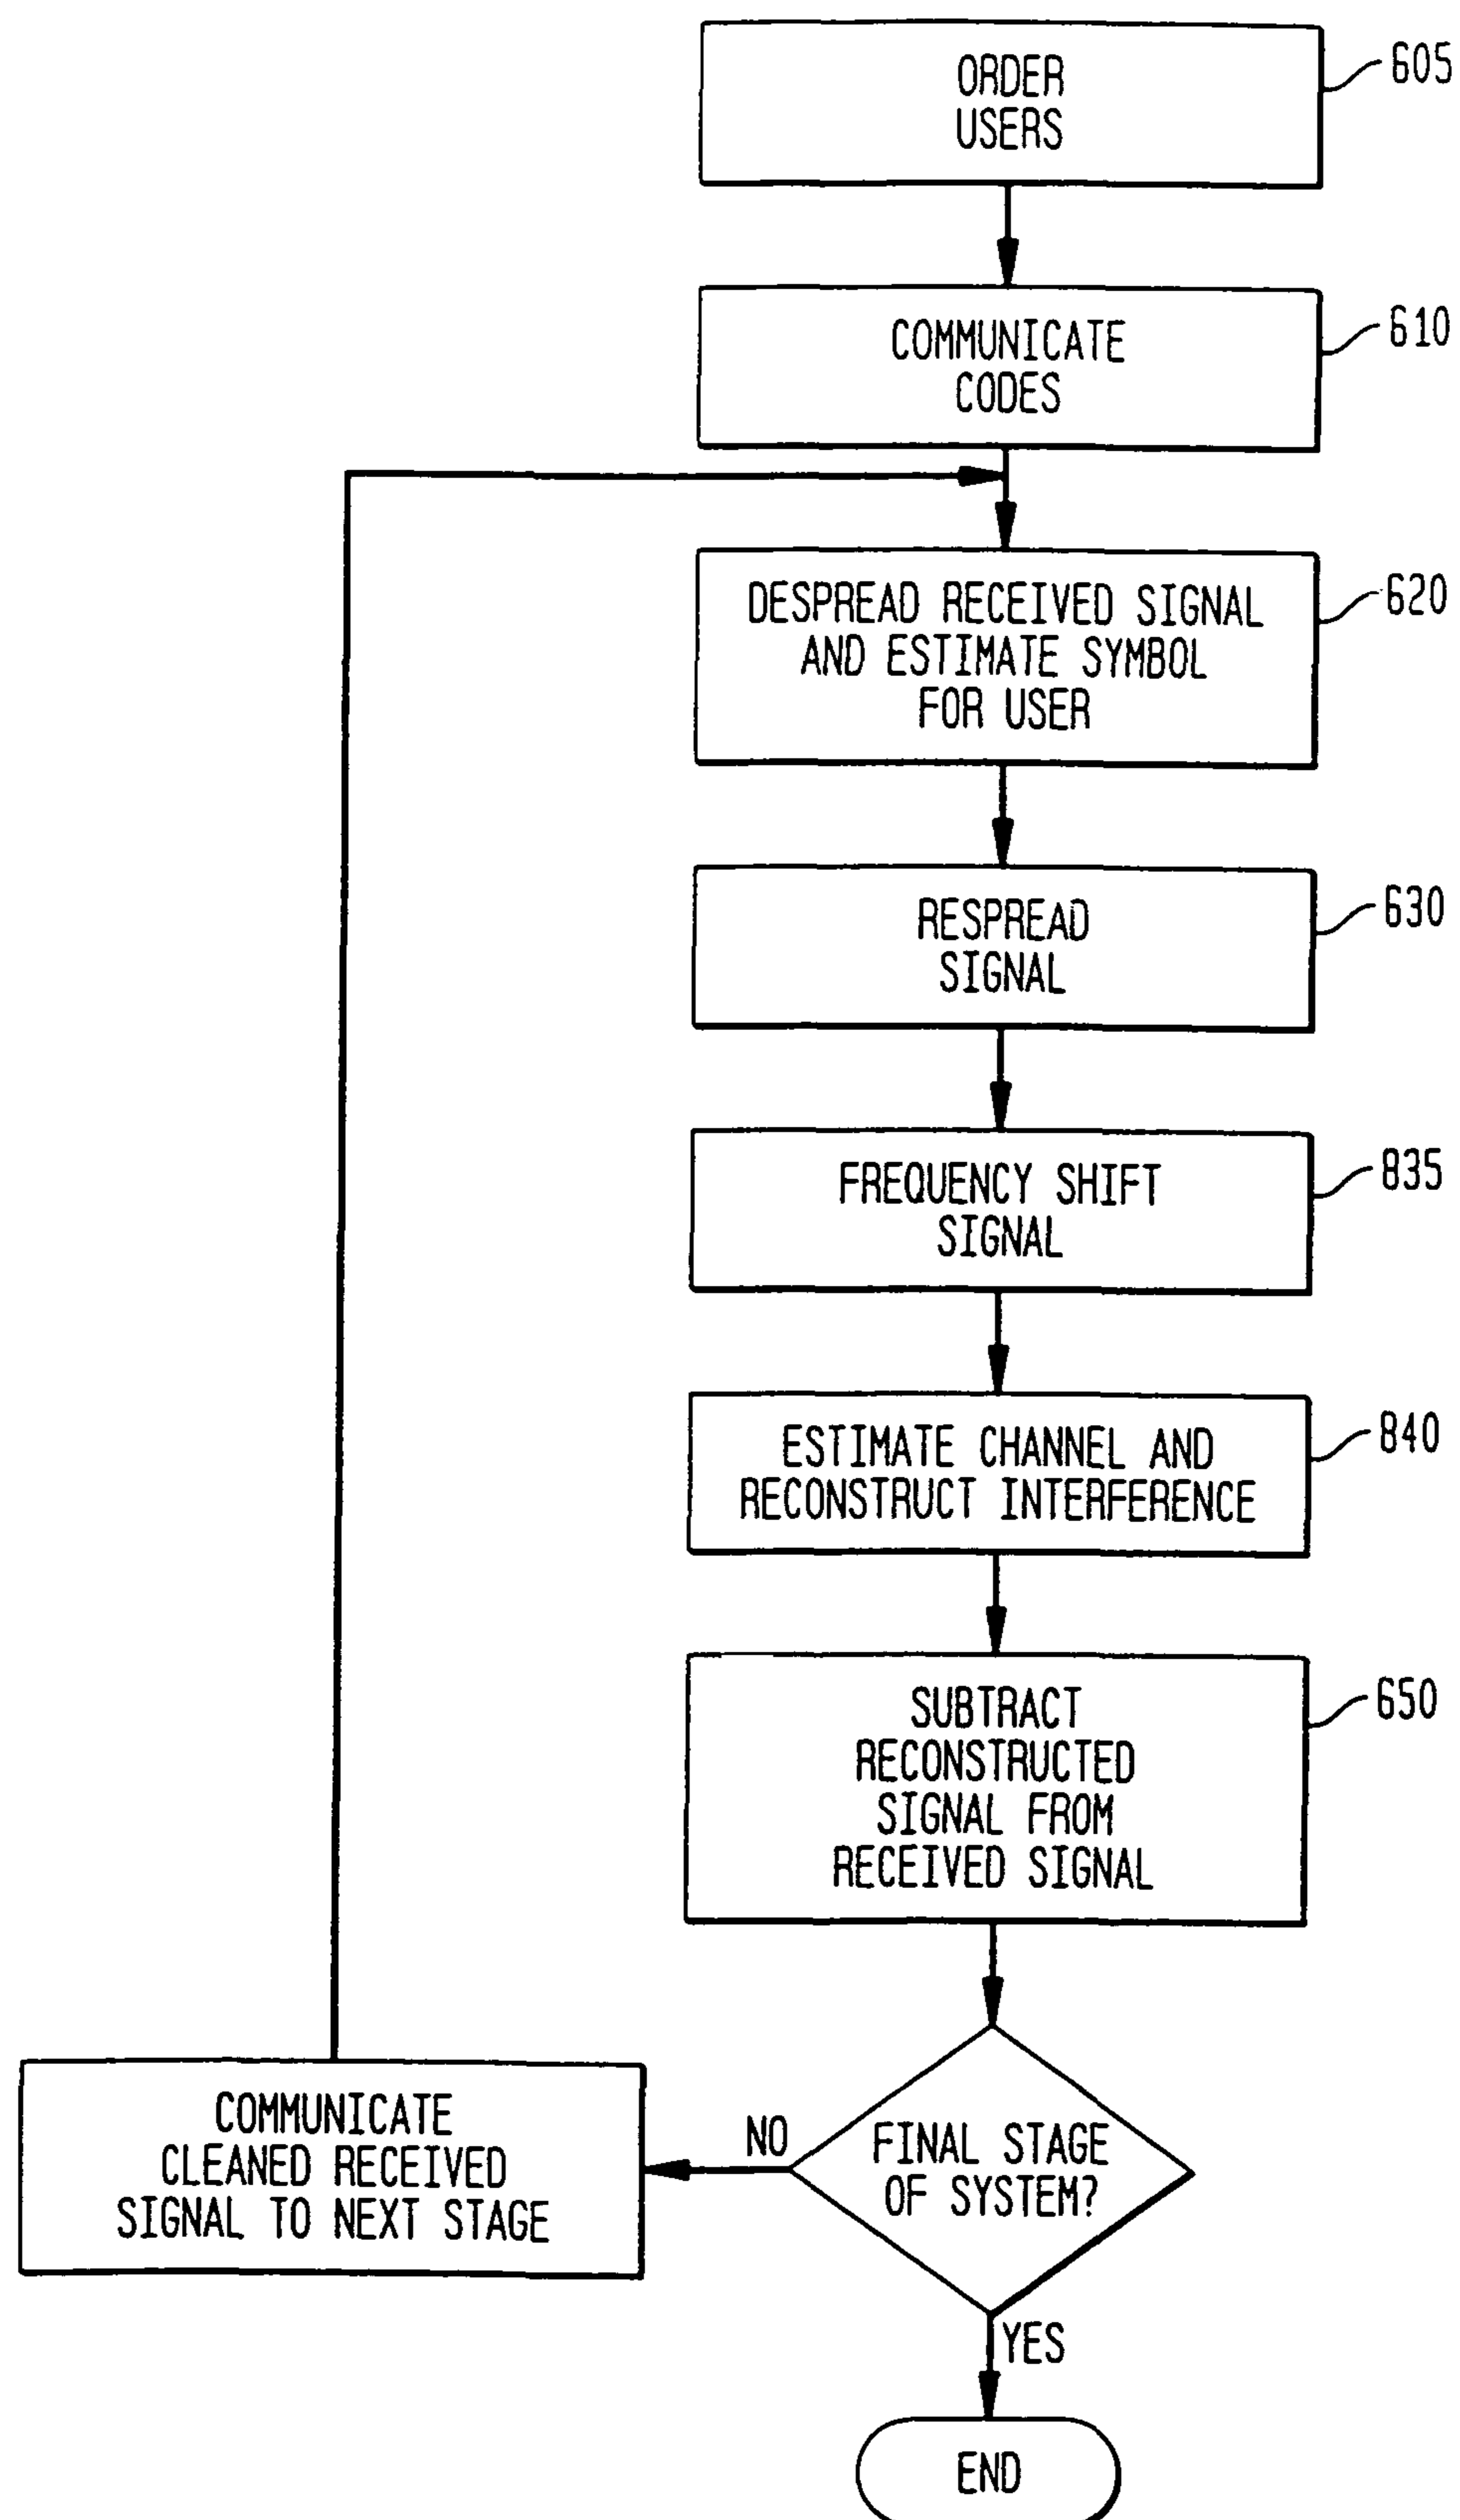 ORDER
USERS
605
COMMUNICATE
CODES
610
DESPREAD RECEIVED SIGNAL
AND ESTIMATE SYMBOL
FOR USER
620
RESPREAD
SIGNAL
630
FREQUENCY SHIFT
SIGNAL
835
ESTIMATE CHANNEL AND
RECONSTRUCT INTERFERENCE
840
SUBTRACT
RECONSTRUCTED
SIGNAL FROM
RECEIVED SIGNAL
650
FINAL STAGE
OF SYSTEM?
NO
COMMUNICATE
CLEANED RECEIVED
SIGNAL TO NEXT STAGE
YES
END